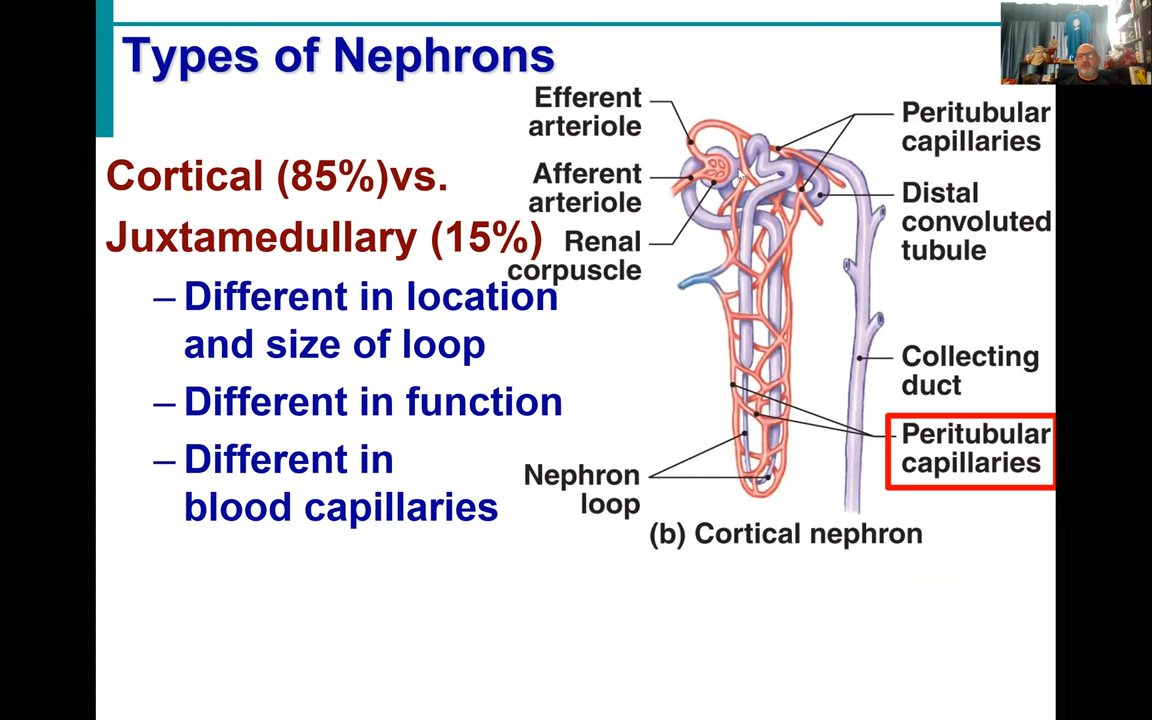 Types of Nephrons
Cortical (85%)vs.
Juxtamedullary (15%)
– Different in location
and size of loop
– Different in function
– Different in
blood capillaries
Efferent
arteriole
Afferent
arteriole
Renal
corpuscle
Nephron
loop
Peritubular
capillaries
Distal
convoluted
tubule
Collecting
duct
Peritubular
capillaries
(b) Cortical nephron